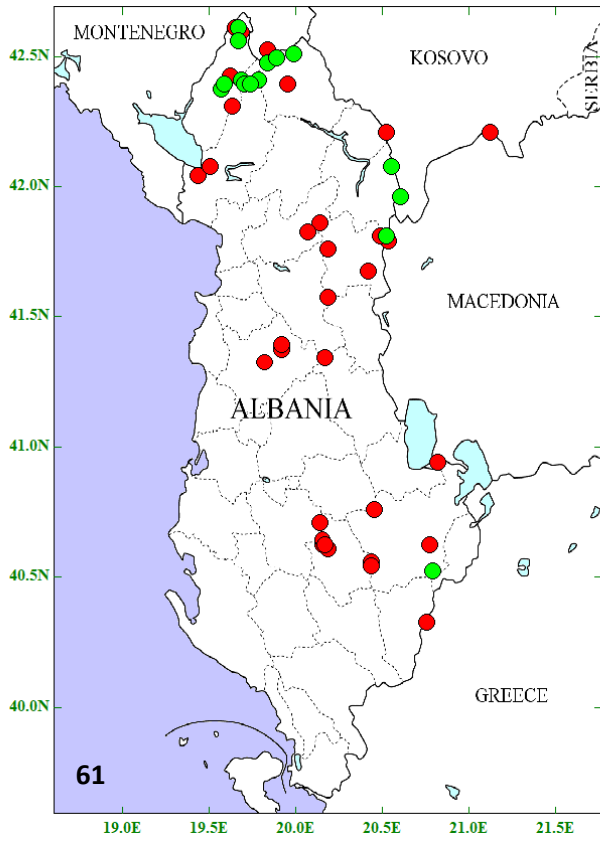 MONTENEGRO
KOSOVO
SERBIA
MACEDONIA
ALBANIA
GREECE
61
42.5N
42.0N
41.5N
41.0N
40.5N
40.0N
19.0E 19.5E 20.0E 20.5E 21.0E 21.5E